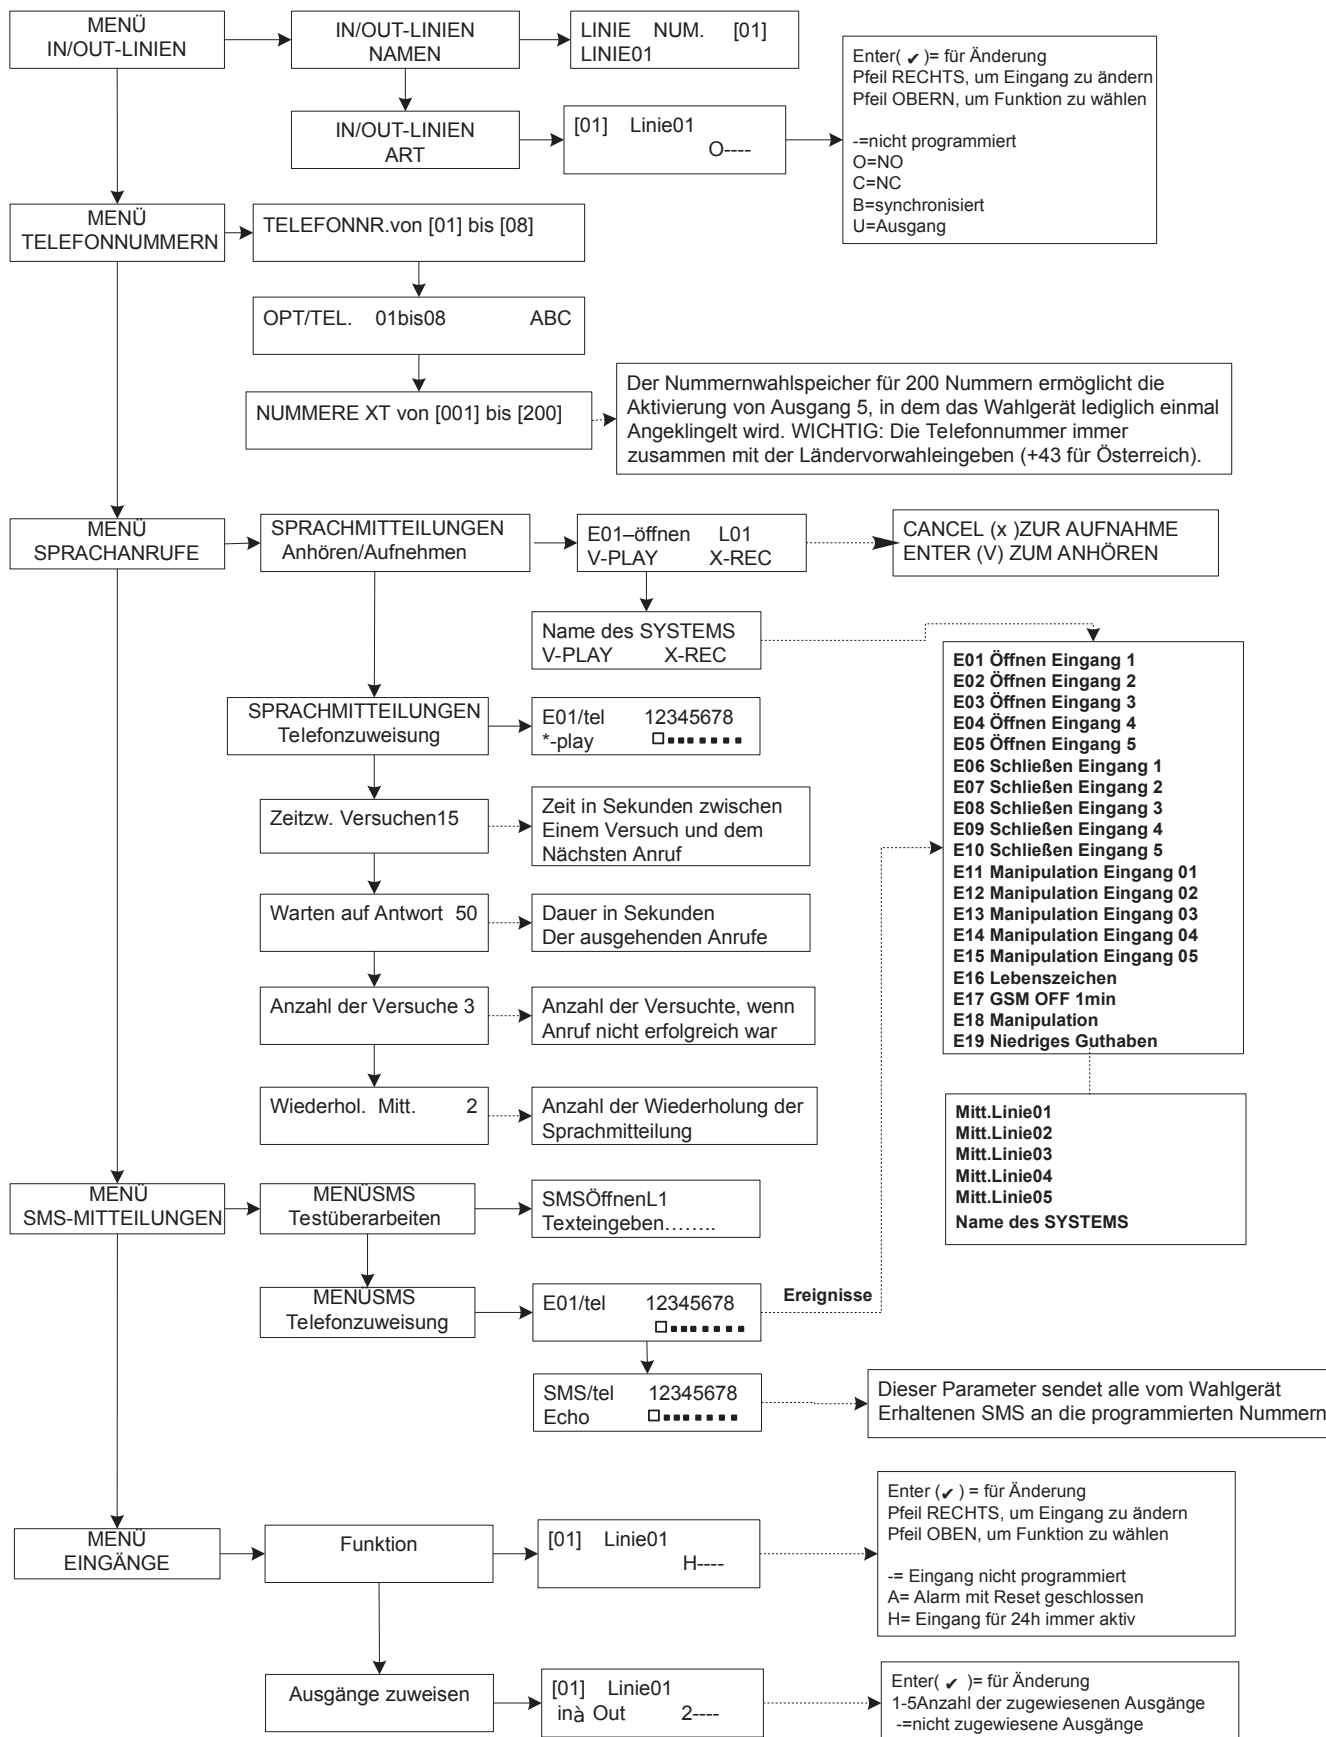 MENÜ
IN/OUT-LINIEN
IN/OUT-LINIEN
NAMEN
LINIE NUM. [01]
LINIE01
IN/OUT-LINIEN
ART
[01] Linie01
O----
Enter( ✔ )= für Änderung
Pfeil RECHTS, um Eingang zu ändern
Pfeil OBERN, um Funktion zu wählen
-=nicht programmiert
O=NO
C=NC
B=synchronisiert
U=Ausgang
MENÜ
TELEFONNUMMERN
TELEFONNR.von [01] bis [08]
OPT/TEL. 01bis08 ABC
NUMMERE XT von [001] bis [200]
Der Nummernwahlspeicher für 200 Nummern ermöglicht die
Aktivierung von Ausgang 5, in dem das Wahlgerät lediglich einmal
Angeklingelt wird. WICHTIG: Die Telefonnummer immer
zusammen mit der Ländervorwahleingeben (+43 für Österreich).
MENÜ
SPRACHANRUFE
SPRACHMITTEILUNGEN
Anhören/Aufnehmen
E01–öffnen L01
V-PLAY X-REC
CANCEL (x )ZUR AUFNAHME
ENTER (V) ZUM ANHÖREN
Name des SYSTEMS
V-PLAY X-REC
E01 Öffnen Eingang 1
E02 Öffnen Eingang 2
E03 Öffnen Eingang 3
E04 Öffnen Eingang 4
E05 Öffnen Eingang 5
E06 Schließen Eingang 1
E07 Schließen Eingang 2
E08 Schließen Eingang 3
E09 Schließen Eingang 4
E10 Schließen Eingang 5
E11 Manipulation Eingang 01
E12 Manipulation Eingang 02
E13 Manipulation Eingang 03
E14 Manipulation Eingang 04
E15 Manipulation Eingang 05
E16 Lebenszeichen
E17 GSM OFF 1min
E18 Manipulation
E19 Niedriges Guthaben
SPRACHMITTEILUNGEN
Telefonzuweisung
E01/tel 12345678
*-play
Zeitzw. Versuchen15
Zeit in Sekunden zwischen
Einem Versuch und dem
Nächsten Anruf
Warten auf Antwort 50
Dauer in Sekunden
Der ausgehenden Anrufe
Anzahl der Versuche 3
Anzahl der Versuchte, wenn
Anruf nicht erfolgreich war
Wiederhol. Mitt. 2
Anzahl der Wiederholung der
Sprachmitteilung
Mitt.Linie01
Mitt.Linie02
Mitt.Linie03
Mitt.Linie04
Mitt.Linie05
Name des SYSTEMS
MENÜ
SMS-MITTEILUNGEN
MENÜSMS
Testüberarbeiten
SMSÖffnenL1
Texteingeben……..
MENÜSMS
Telefonzuweisung
E01/tel 12345678
Ereignisse
SMS/tel 12345678
Echo
Dieser Parameter sendet alle vom Wahlgerät
Erhaltenen SMS an die programmierten Nummern
MENÜ
EINGÄNGE
Funktion
[01] Linie01
H----
Enter (✔ ) = für Änderung
Pfeil RECHTS, um Eingang zu ändern
Pfeil OBEN, um Funktion zu wählen
-= Eingang nicht programmiert
A= Alarm mit Reset geschlossen
H= Eingang für 24h immer aktiv
Ausgänge zuweisen
[01] Linie01
inà Out 2----
Enter( ✔ )= für Änderung
1-5Anzahl der zugewiesenen Ausgänge
-=nicht zugewiesene Ausgänge